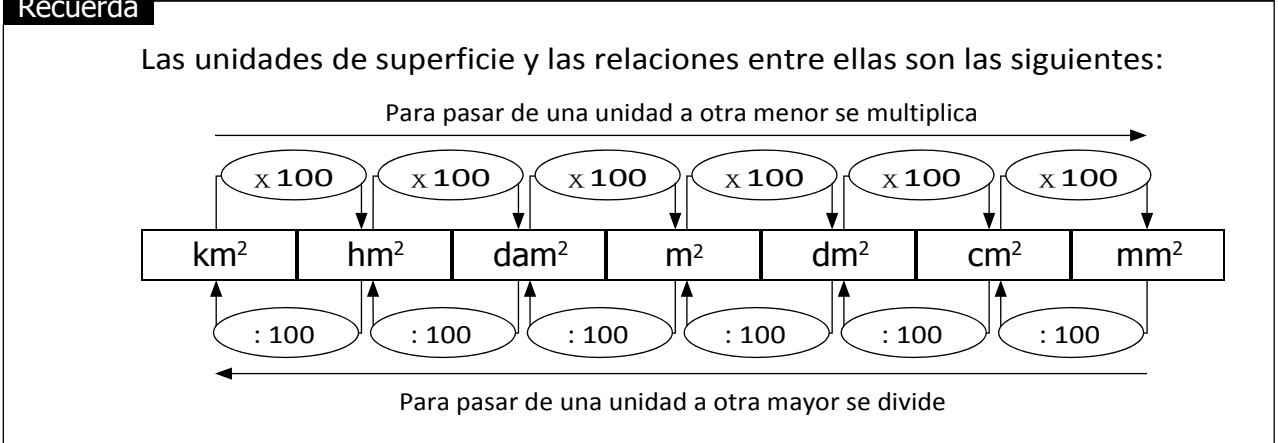 Recuerda
Las unidades de superficie y las relaciones entre ellas son las siguientes:
Para pasar de una unidad a otra menor se multiplica
x 100 x 100 x 100 x 100 x 100 x 100
km² hm² dam² m² dm² cm² mm²
: 100 : 100 : 100 : 100 : 100 : 100
Para pasar de una unidad a otra mayor se divide